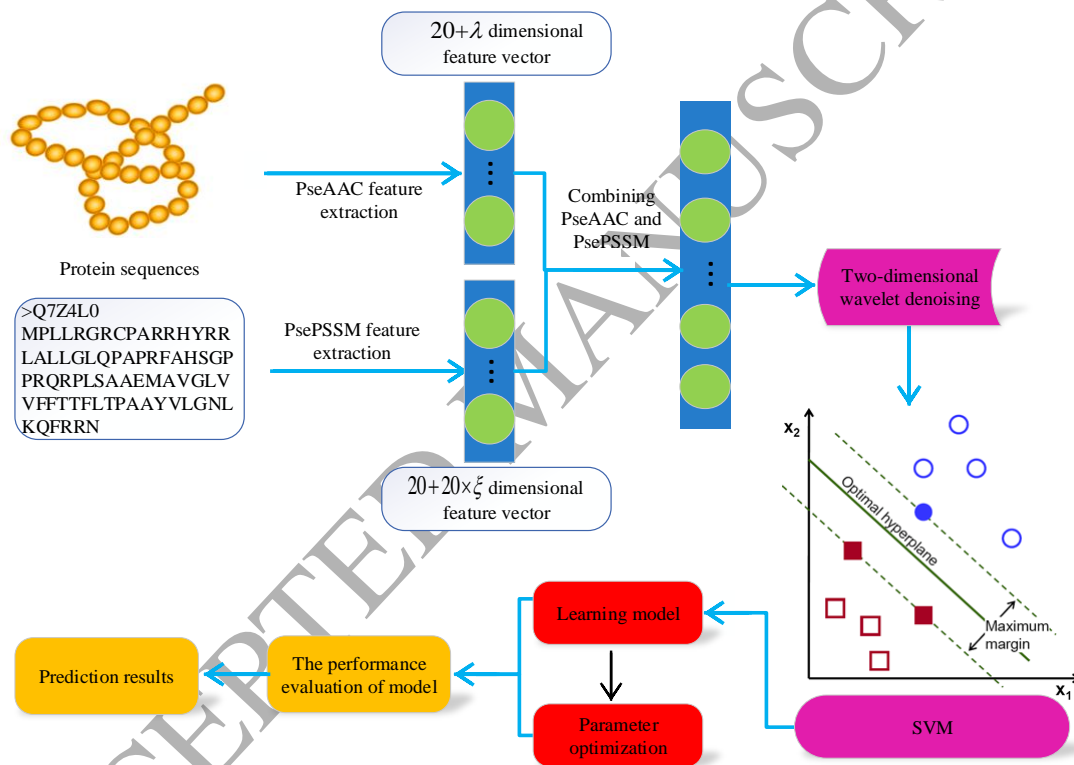 20+λ dimensional
feature vector
PseAAC feature
extraction
Combining
PseAAC and
PsePSSM
Protein sequences
>Q7Z4L0
MPLLRGRCPARRHYRR
LALLGLQPAPRFAHSGP
PRQRPLSAAEMAVGLV
VFFTTFLTPAAYVLGNL
KQFRRN
PsePSSM feature
extraction
20+20×ξ dimensional
feature vector
Two-dimensional
wavelet denoising
x2
Optimal hyperplane
Maximum
margin
x1
SVM
Learning model
Parameter
optimization
The performance
evaluation of model
Prediction results
CEPTED MANUSCRI